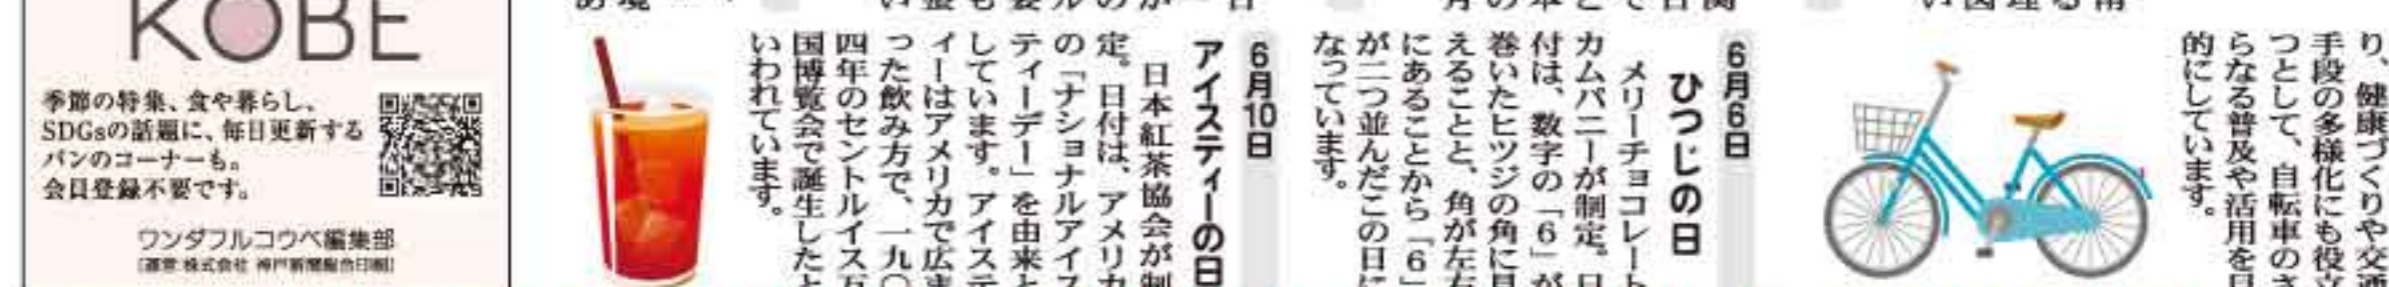 り、健康づくりや交通
手段の多様化にも役立
つとして、自転車のさ
らなる普及や活用を目
的にしています。
6月6日
ひつじの日
メリーチョコレート
カムパニーが制定。日
付は、数字の「6」が
巻いたヒツジの角に見
えることと、角が左右
にあることから「6」
が二つ並んだこの日に
なっています。
6月10日
アイスティーの日
日本紅茶協会が制
定。日付は、アメリカ
の「ナショナルアイス
ティーデー」を由来と
しています。アイステ
ィーはアメリカで広ま
った飲み方で、一九〇
四年のセントルイス万
国博覧会で誕生したと
いわれています。
KOBE
季節の特集、食や暮らし、
SDGsの話題に、毎日更新する
パンのコーナーも。
会員登録不要です。
ワンダフルコウベ編集部
［運営:株式会社 神戸新聞総合印刷］